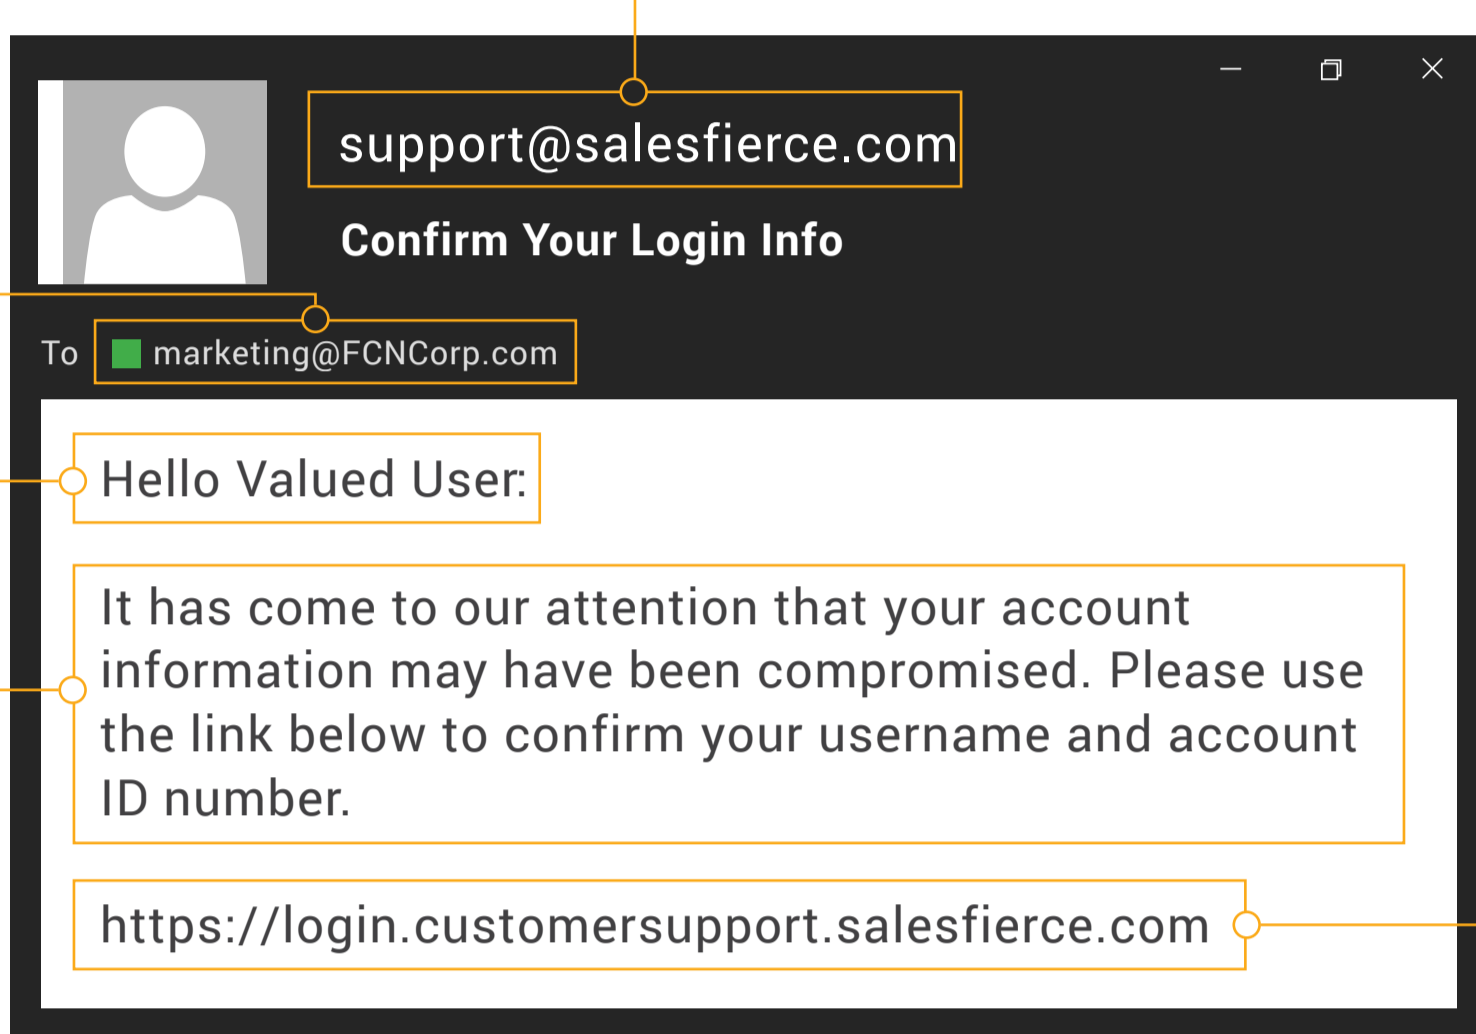 support@salesfierce.com
Confirm Your Login Info
To marketing@FCNCorp.com
Hello Valued User:
It has come to our attention that your account
information may have been compromised. Please use
the link below to confirm your username and account
ID number.
https://login.customersupport.salesfierce.com